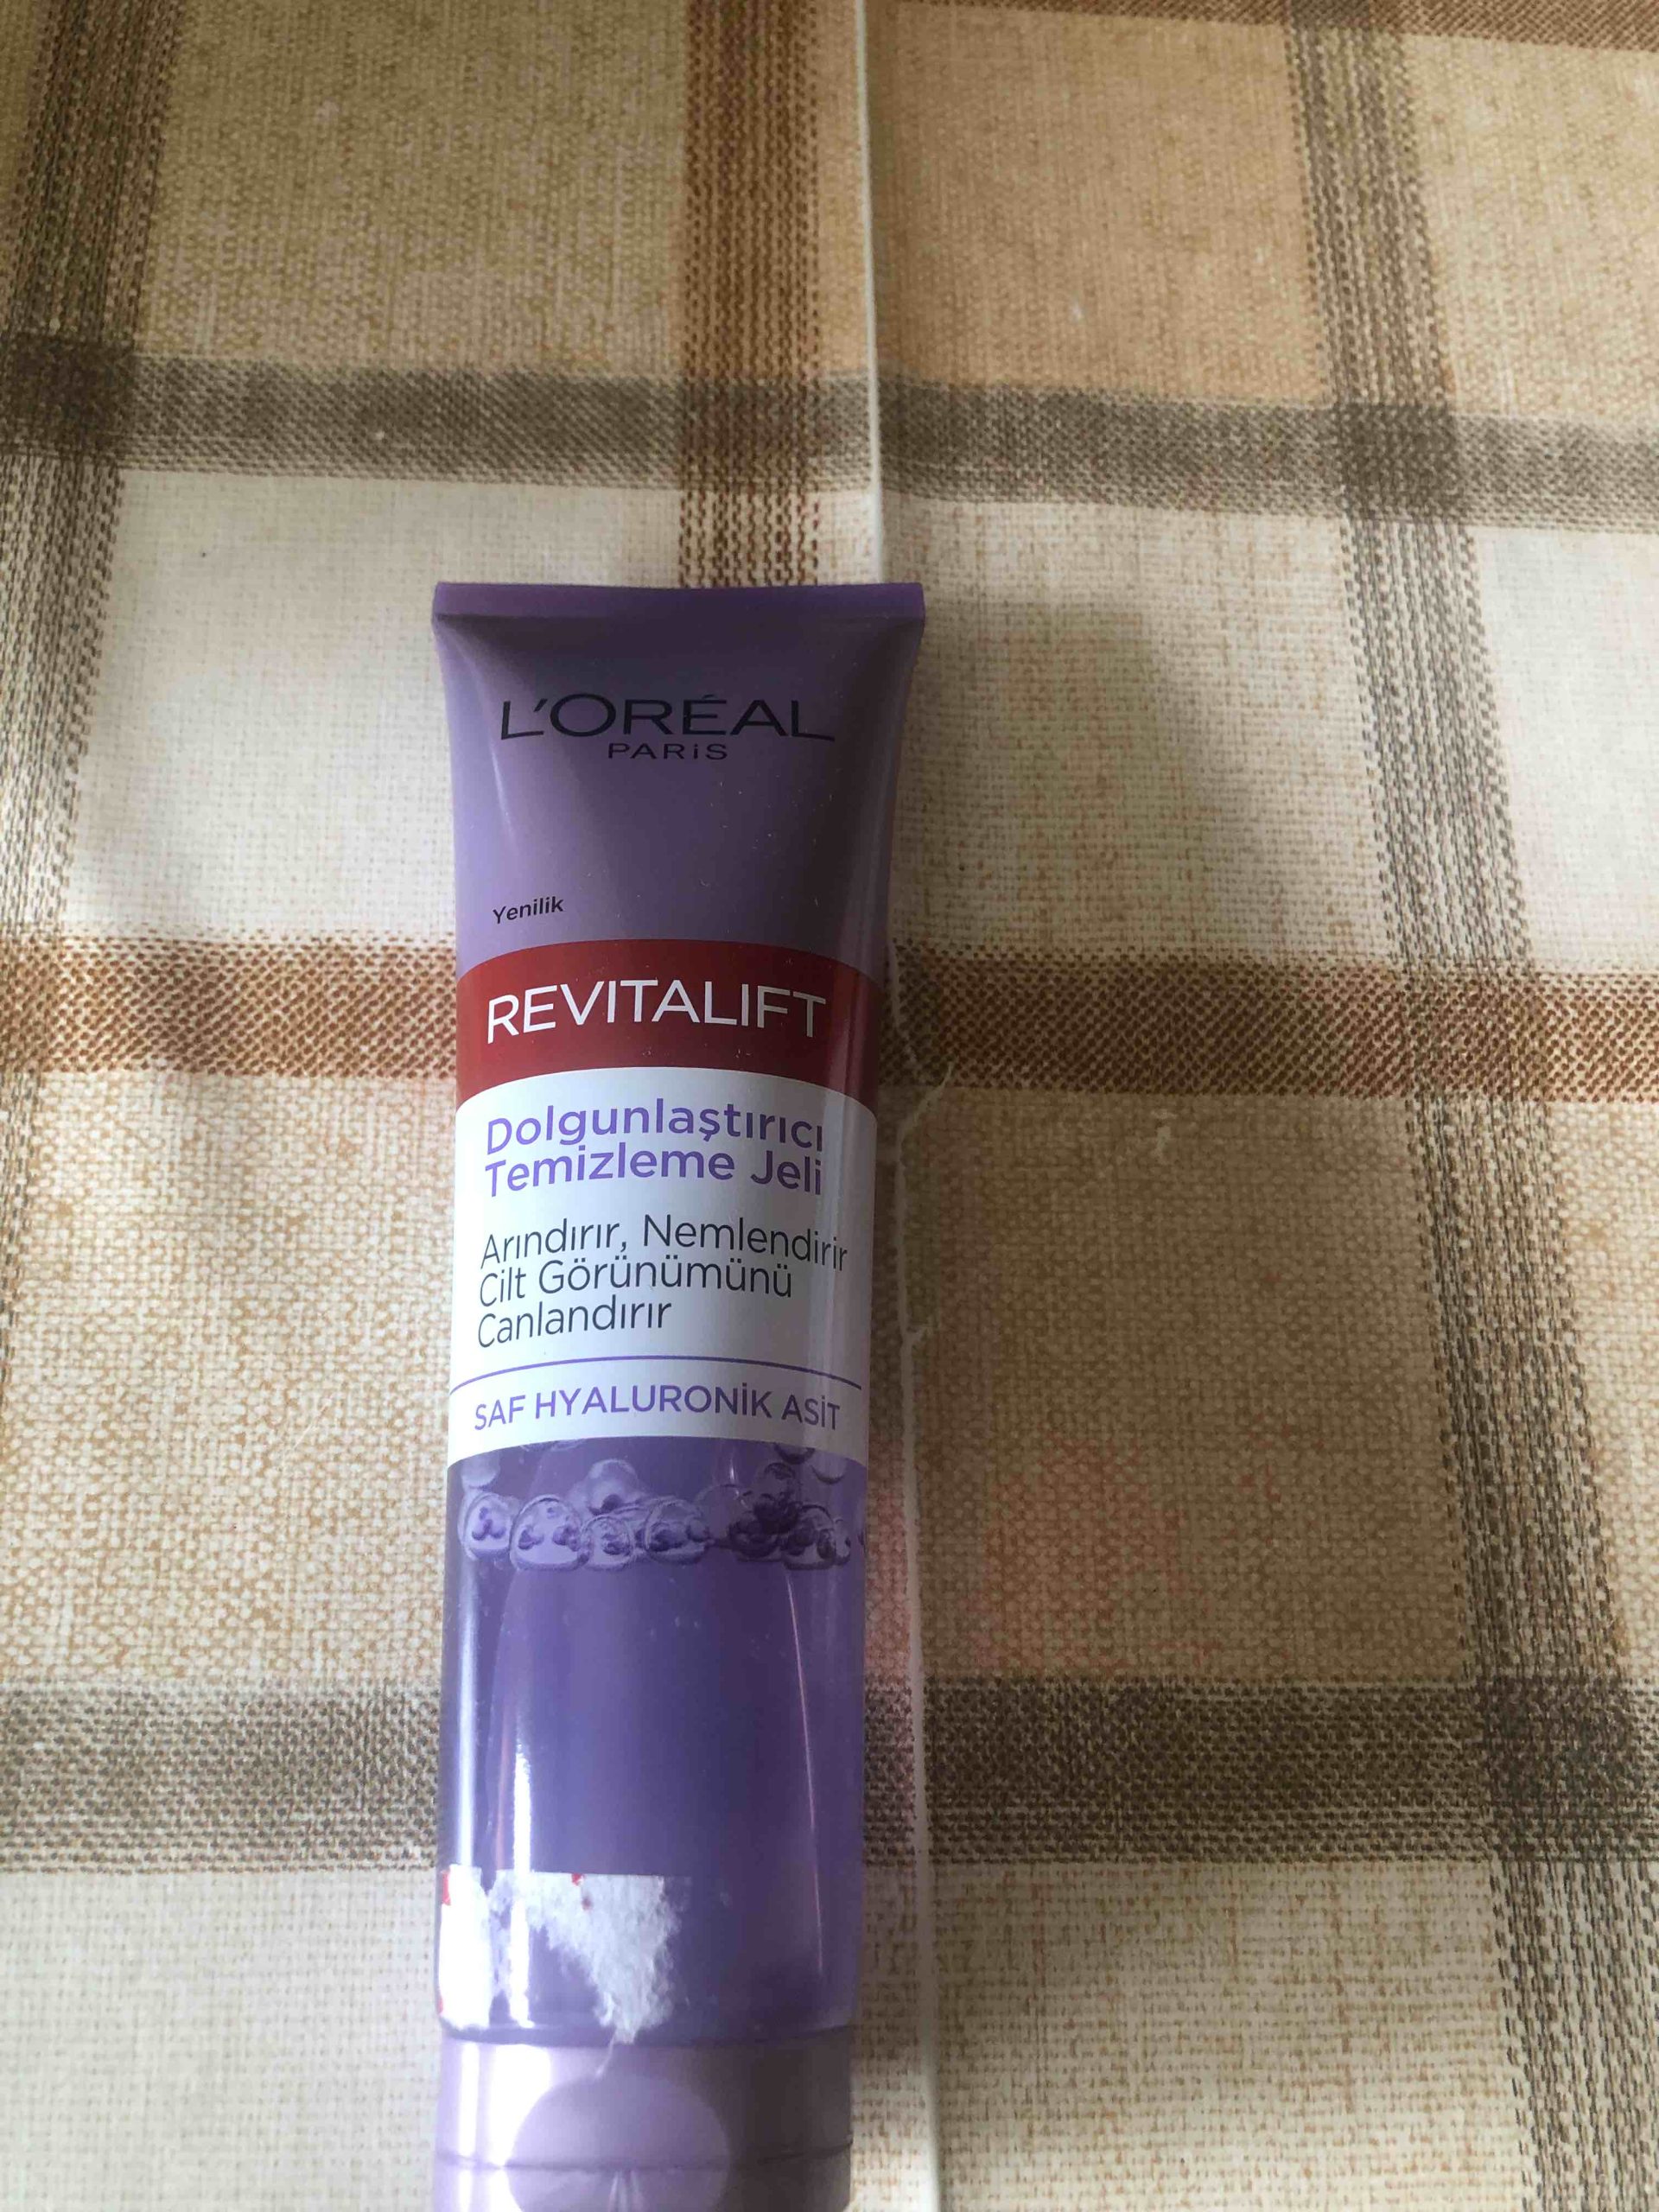 L'ORÉAL
PARiS
Yenilik
REVITALIFT
Dolgunlaştırıcı
Temizleme Jeli
Arındırır, Nemlendirir
Cilt Görünümünü
Canlandırır
SAF HYALURONİK ASİT